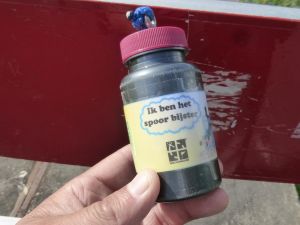 ik ben het
spoor bijster